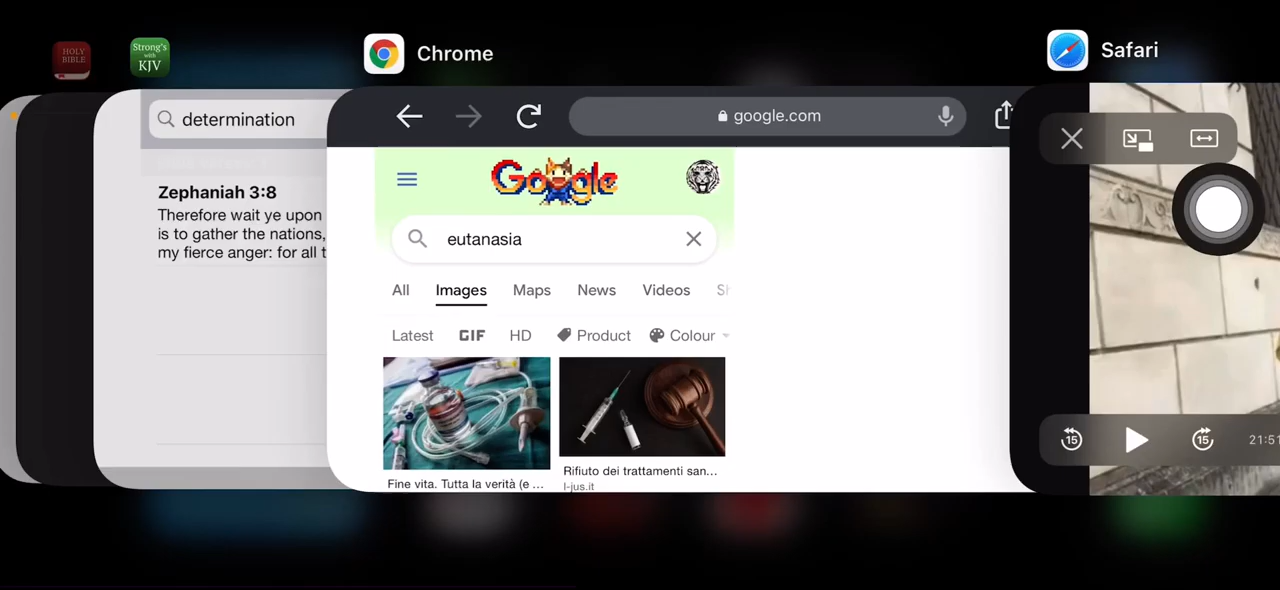 HOLY
BIBLE
Strong's
with
KJV
Chrome
Safari
determination
google.com
Google
Zephaniah 3:8
Therefore wait ye upon
is to gather the nations,
my fierce anger: for all t
eutanasia
All Images Maps News Videos Sh
Latest GIF HD Product Colour
Fine vita. Tutta la verità (e ...
Rifiuto dei trattamenti san...
l-jus.it
15
15
21:51